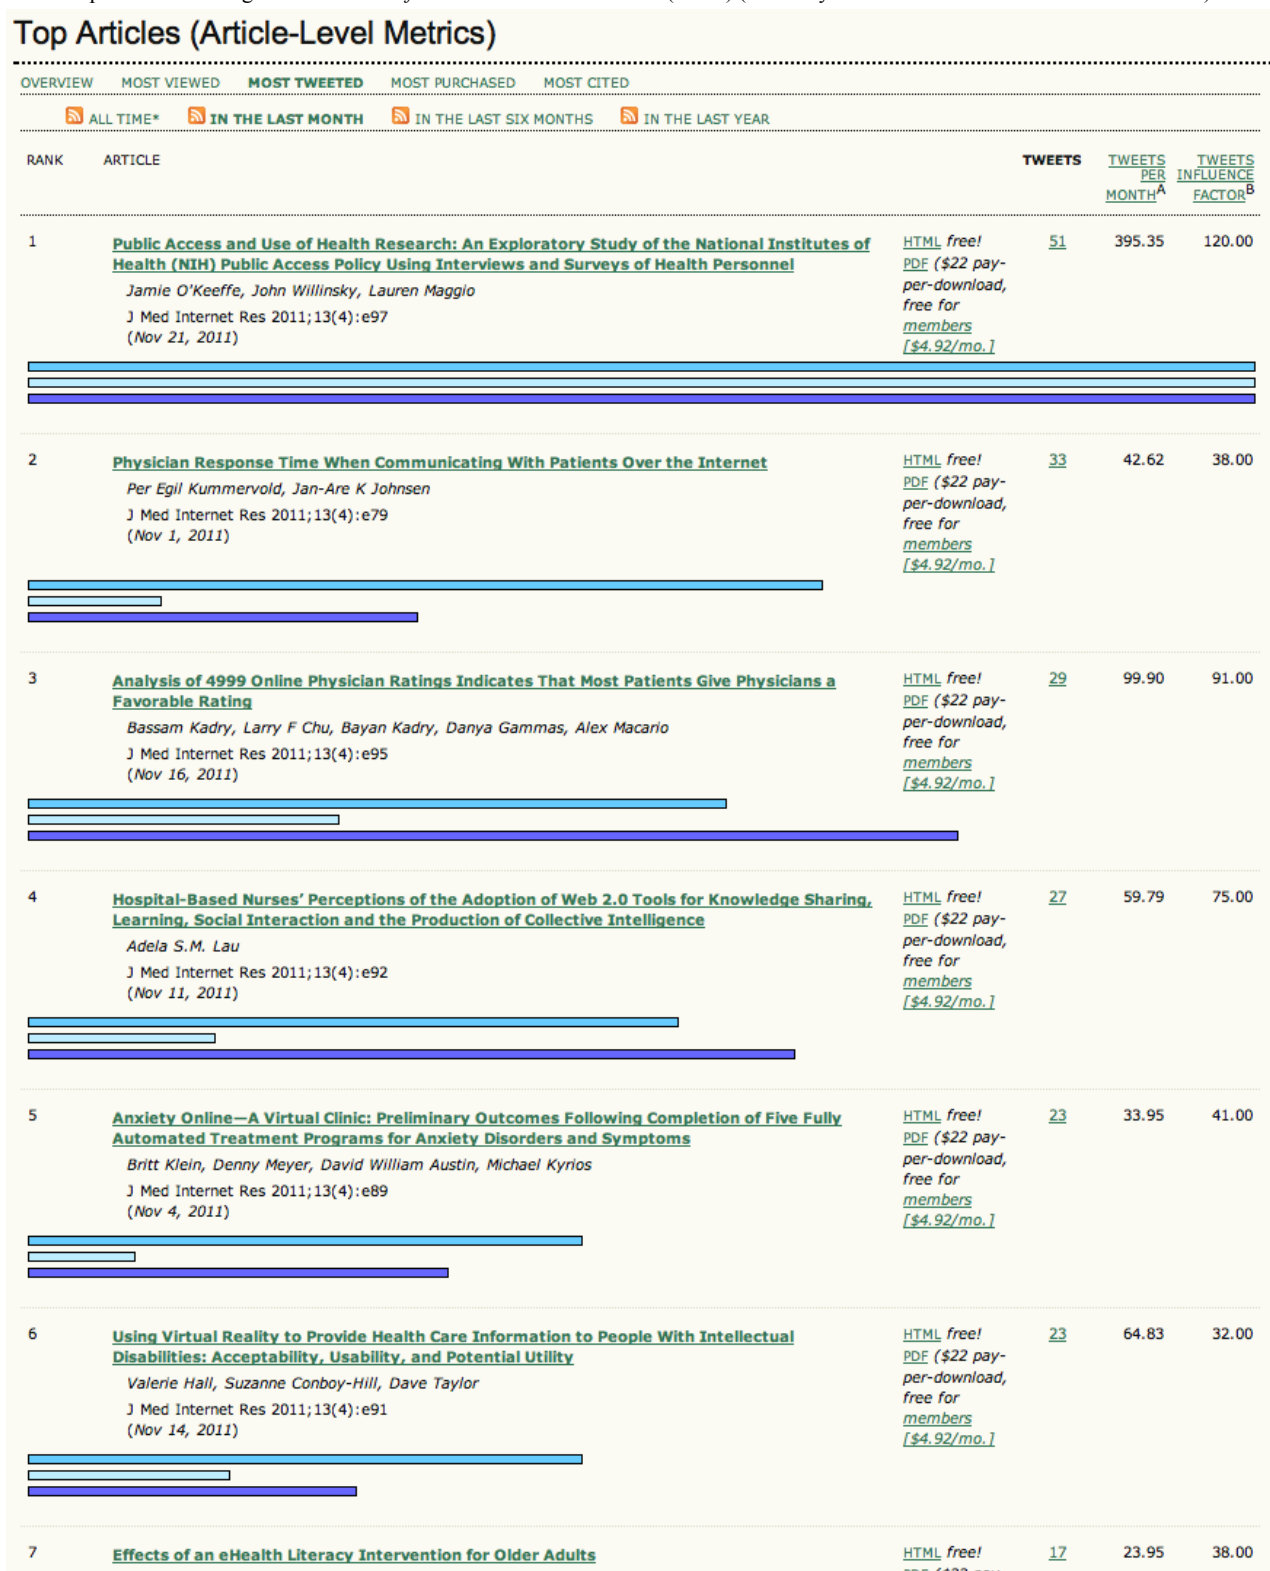 Top Articles (Article-Level Metrics)
OVERVIEW MOST VIEWED MOST TWEETED MOST PURCHASED MOST CITED
ALL TIME* IN THE LAST MONTH IN THE LAST SIX MONTHS IN THE LAST YEAR
RANK ARTICLE TWEETS TWEETS PER MONTHA TWEETS INFLUENCE FACTORB
1 Public Access and Use of Health Research: An Exploratory Study of the National Institutes of
Health (NIH) Public Access Policy Using Interviews and Surveys of Health Personnel
Jamie O'Keeffe, John Willinsky, Lauren Maggio
J Med Internet Res 2011;13(4):e97
(Nov 21, 2011)
HTML free!
PDF ($22 pay-
per-download,
free for
members
[$4.92/mo.]
51 395.35 120.00
2 Physician Response Time When Communicating With Patients Over the Internet
Per Egil Kummervold, Jan-Are K Johnsen
J Med Internet Res 2011;13(4):e79
(Nov 1, 2011)
HTML free!
PDF ($22 pay-
per-download,
free for
members
[$4.92/mo.]
33 42.62 38.00
3 Analysis of 4999 Online Physician Ratings Indicates That Most Patients Give Physicians a
Favorable Rating
Bassam Kadry, Larry F Chu, Bayan Kadry, Danya Gammas, Alex Macario
J Med Internet Res 2011;13(4):e95
(Nov 16, 2011)
HTML free!
PDF ($22 pay-
per-download,
free for
members
[$4.92/mo.]
29 99.90 91.00
4 Hospital-Based Nurses’ Perceptions of the Adoption of Web 2.0 Tools for Knowledge Sharing,
Learning, Social Interaction and the Production of Collective Intelligence
Adela S.M. Lau
J Med Internet Res 2011;13(4):e92
(Nov 11, 2011)
HTML free!
PDF ($22 pay-
per-download,
free for
members
[$4.92/mo.]
27 59.79 75.00
5 Anxiety Online—A Virtual Clinic: Preliminary Outcomes Following Completion of Five Fully
Automated Treatment Programs for Anxiety Disorders and Symptoms
Britt Klein, Denny Meyer, David William Austin, Michael Kyrios
J Med Internet Res 2011;13(4):e89
(Nov 4, 2011)
HTML free!
PDF ($22 pay-
per-download,
free for
members
[$4.92/mo.]
23 33.95 41.00
6 Using Virtual Reality to Provide Health Care Information to People With Intellectual
Disabilities: Acceptability, Usability, and Potential Utility
Valerie Hall, Suzanne Conboy-Hill, Dave Taylor
J Med Internet Res 2011;13(4):e91
(Nov 14, 2011)
HTML free!
PDF ($22 pay-
per-download,
free for
members
[$4.92/mo.]
23 64.83 32.00
7 Effects of an eHealth Literacy Intervention for Older Adults
HTML free!
17 23.95 38.00